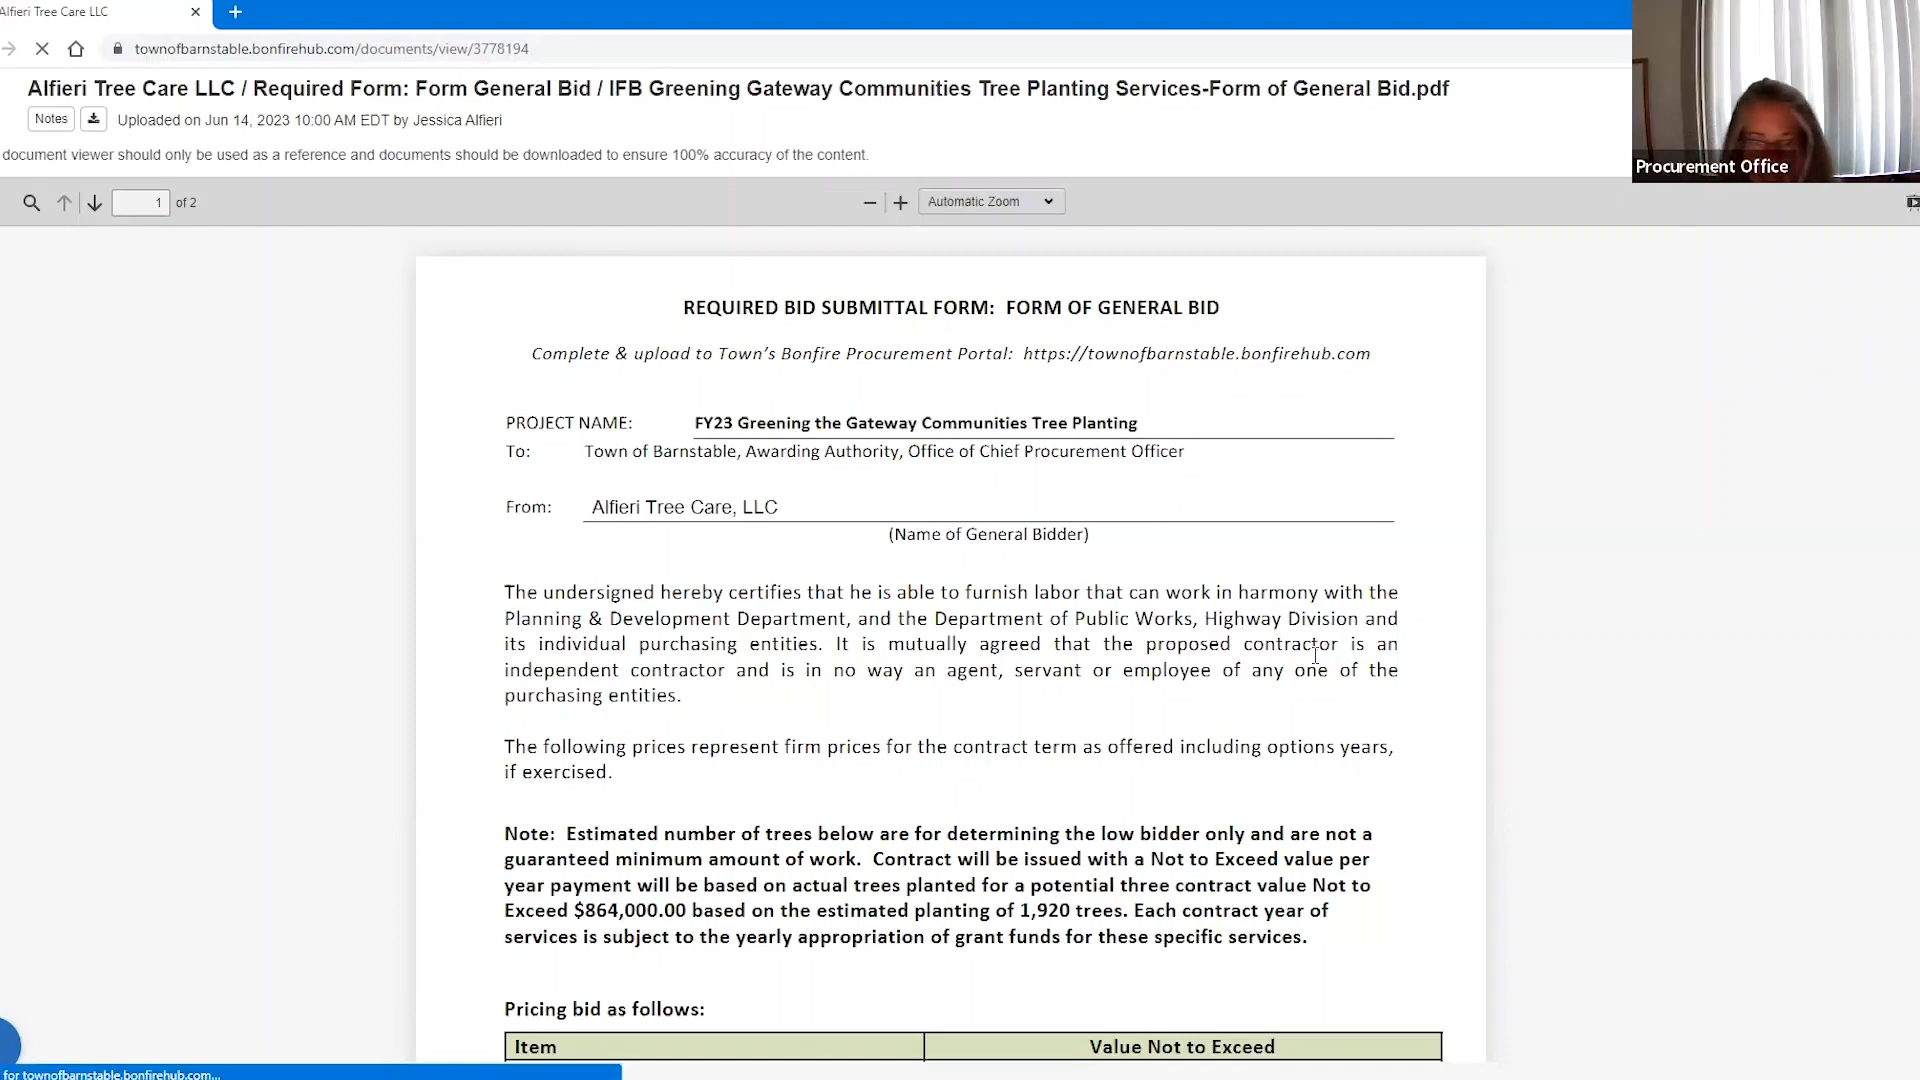 Alfieri Tree Care LLC
townofbarnstable.bonfirehub.com/documents/view/3778194
Alfieri Tree Care LLC / Required Form: Form General Bid / IFB Greening Gateway Communities Tree Planting Services-Form of General Bid.pdf
Notes
Uploaded on Jun 14, 2023 10:00 AM EDT by Jessica Alfieri
Procurement Office
document viewer should only be used as a reference and documents should be downloaded to ensure 100% accuracy of the content.
1 of 2
Automatic Zoom
REQUIRED BID SUBMITTAL FORM: FORM OF GENERAL BID
Complete & upload to Town's Bonfire Procurement Portal: https://townofbarnstable.bonfirehub.com
PROJECT NAME: FY23 Greening the Gateway Communities Tree Planting
To: Town of Barnstable, Awarding Authority, Office of Chief Procurement Officer
From: Alfieri Tree Care, LLC
(Name of General Bidder)
The undersigned hereby certifies that he is able to furnish labor that can work in harmony with the
Planning & Development Department, and the Department of Public Works, Highway Division and
its individual purchasing entities. It is mutually agreed that the proposed contractor is an
independent contractor and is in no way an agent, servant or employee of any one of the
purchasing entities.
The following prices represent firm prices for the contract term as offered including options years,
if exercised.
Note: Estimated number of trees below are for determining the low bidder only and are not a
guaranteed minimum amount of work. Contract will be issued with a Not to Exceed value per
year payment will be based on actual trees planted for a potential three contract value Not to
Exceed $864,000.00 based on the estimated planting of 1,920 trees. Each contract year of
services is subject to the yearly appropriation of grant funds for these specific services.
Pricing bid as follows:
Item Value Not to Exceed
for townofbarnstable.bonfirehub.com...